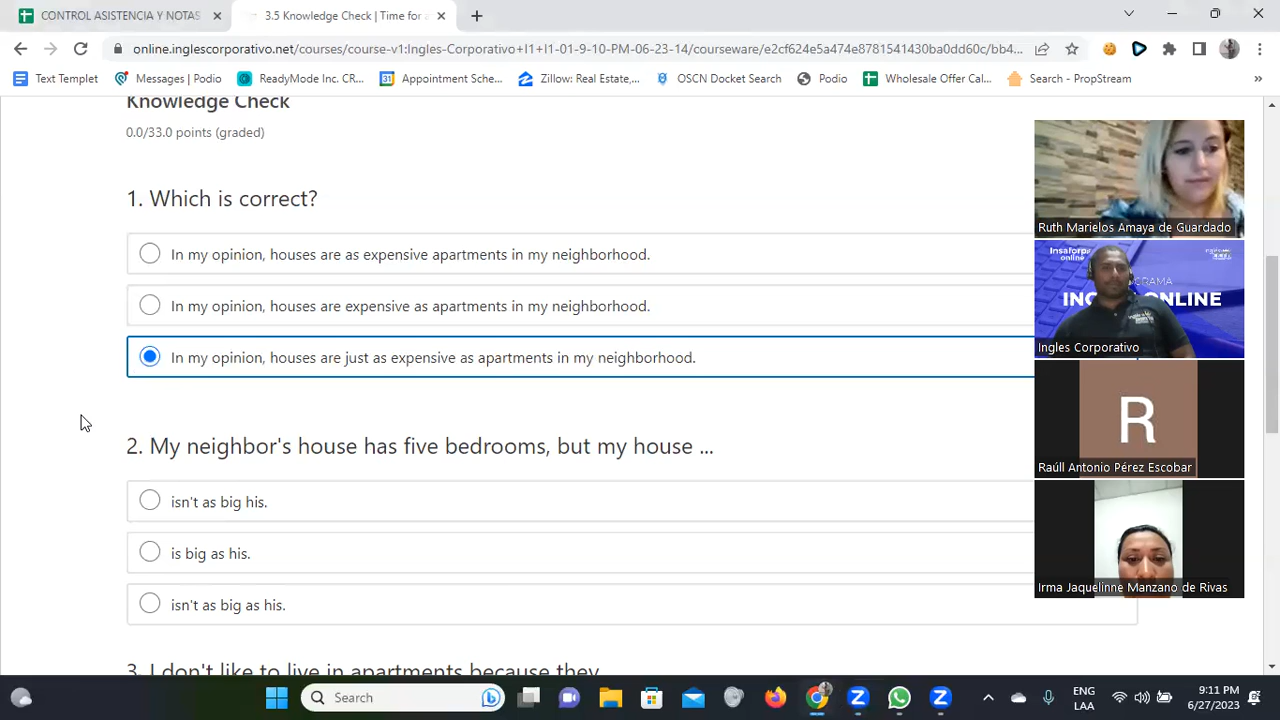 CONTROL ASISTENCIA Y NOTAS
3.5 Knowledge Check | Time for a
online.inglescorporativo.net/courses/course-v1:Ingles-Corporativo+I1+I1-01-9-10-PM-06-23-14/courseware/e2cf624e5a474e8781541430ba0dd60c/bb4...
Text Templet
Messages | Podio
ReadyMode Inc. CR...
Appointment Sche...
Zillow: Real Estate,...
OSCN Docket Search
Podio
Wholesale Offer Cal...
Search - PropStream
»
Knowledge Check
0.0/33.0 points (graded)
1. Which is correct?
In my opinion, houses are as expensive apartments in my neighborhood.
In my opinion, houses are expensive as apartments in my neighborhood.
In my opinion, houses are just as expensive as apartments in my neighborhood.
2. My neighbor's house has five bedrooms, but my house ...
isn't as big his.
is big as his.
isn't as big as his.
3. I don't like to live in apartments because they
Ruth Marielos Amaya de Guardado
Insaforp
online
Ingles Corporativo
R
Raúll Antonio Pérez Escobar
Irma Jaquelinne Manzano de Rivas
Search
ENG
LAA
9:11 PM
6/27/2023